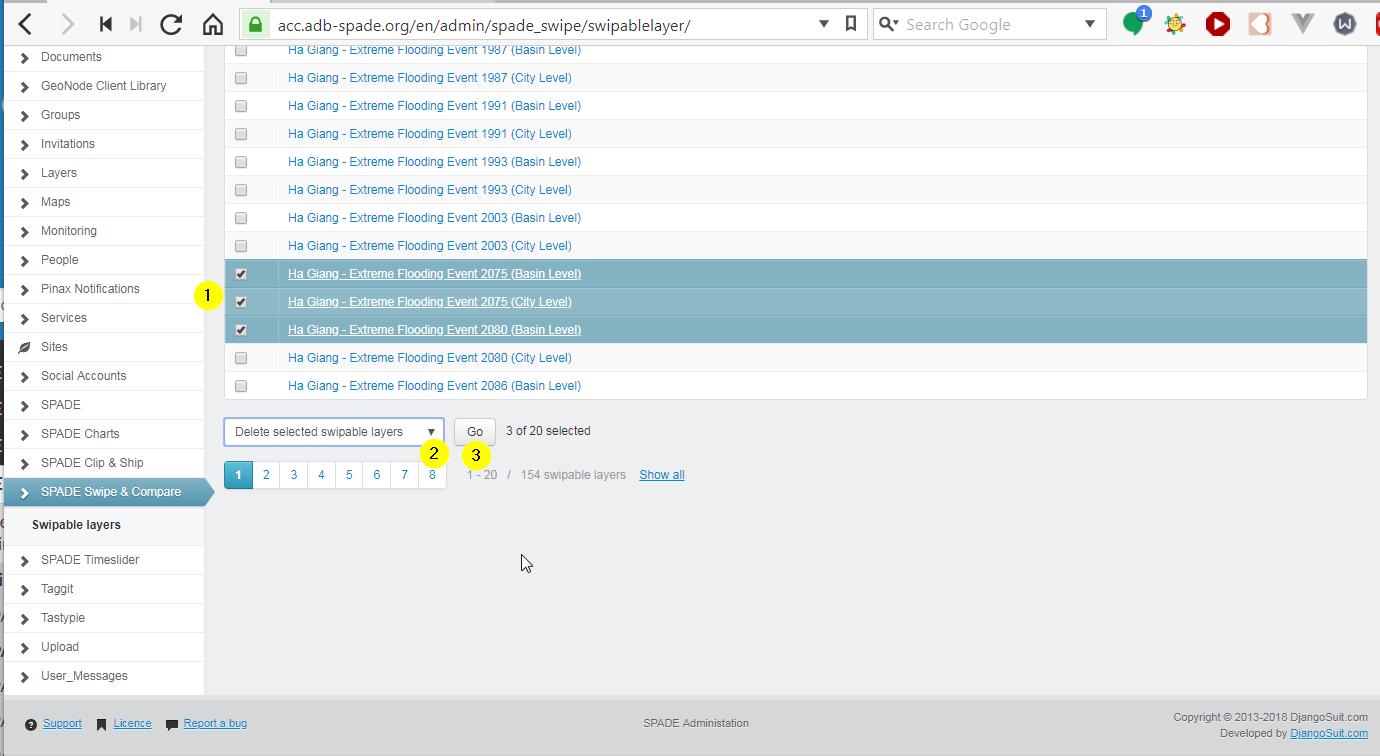 acc.adb-spade.org/en/admin/spade_swipe/swipablelayer/
Search Google
1
Documents
GeoNode Client Library
Groups
Invitations
Layers
Maps
Monitoring
People
Pinax Notifications
Services
Sites
Social Accounts
SPADE
SPADE Charts
SPADE Clip & Ship
SPADE Swipe & Compare
Swipable layers
SPADE Timeslider
Taggit
Tastypie
Upload
User_Messages
Ha Giang - Extreme Flooding Event 1987 (Basin Level)
Ha Giang - Extreme Flooding Event 1987 (City Level)
Ha Giang - Extreme Flooding Event 1991 (Basin Level)
Ha Giang - Extreme Flooding Event 1991 (City Level)
Ha Giang - Extreme Flooding Event 1993 (Basin Level)
Ha Giang - Extreme Flooding Event 1993 (City Level)
Ha Giang - Extreme Flooding Event 2003 (Basin Level)
Ha Giang - Extreme Flooding Event 2003 (City Level)
Ha Giang - Extreme Flooding Event 2075 (Basin Level)
1
Ha Giang - Extreme Flooding Event 2075 (City Level)
Ha Giang - Extreme Flooding Event 2080 (Basin Level)
Ha Giang - Extreme Flooding Event 2080 (City Level)
Ha Giang - Extreme Flooding Event 2086 (Basin Level)
Delete selected swipable layers Go 3 of 20 selected
2 3
1 2 3 4 5 6 7 8 1 - 20 / 154 swipable layers Show all
Support Licence Report a bug
SPADE Administation
Copyright © 2013-2018 DjangoSuit.com
Developed by DjangoSuit.com